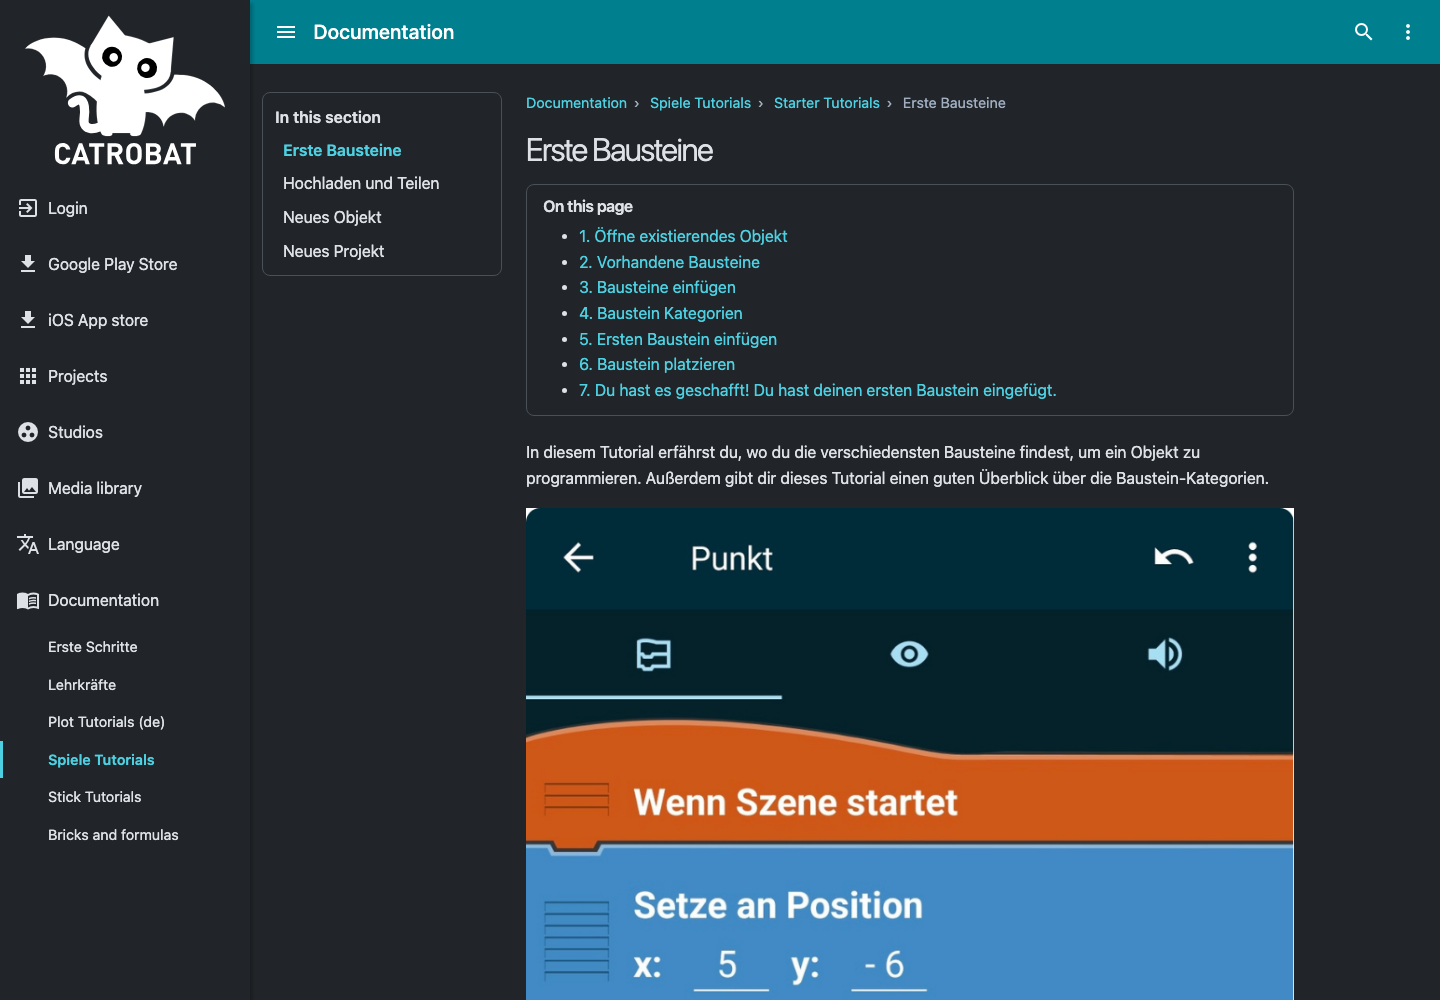 CATROBAT
Login
Google Play Store
iOS App store
Projects
Studios
Media library
Language
Documentation
Erste Schritte
Lehrkräfte
Plot Tutorials (de)
Spiele Tutorials
Stick Tutorials
Bricks and formulas
Documentation
In this section
Erste Bausteine
Hochladen und Teilen
Neues Objekt
Neues Projekt
Documentation › Spiele Tutorials › Starter Tutorials › Erste Bausteine
Erste Bausteine
On this page
• 1. Öffne existierendes Objekt
• 2. Vorhandene Bausteine
• 3. Bausteine einfügen
• 4. Baustein Kategorien
• 5. Ersten Baustein einfügen
• 6. Baustein platzieren
• 7. Du hast es geschafft! Du hast deinen ersten Baustein eingefügt.
In diesem Tutorial erfährst du, wo du die verschiedensten Bausteine findest, um ein Objekt zu
programmieren. Außerdem gibt dir dieses Tutorial einen guten Überblick über die Baustein-Kategorien.
Punkt
Wenn Szene startet
Setze an Position
x: 5 y: - 6